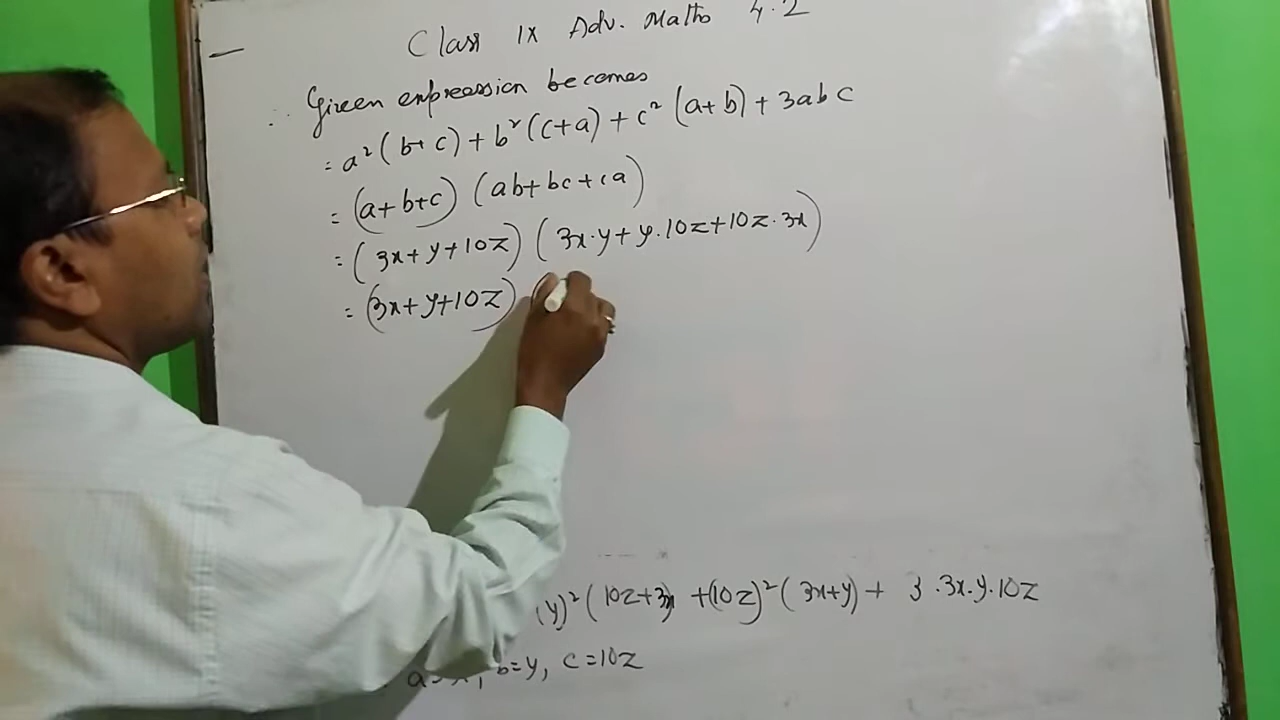 Class IX Adv. Maths 4.2
∴ Given expression becomes
= a² (b+c) + b² (c+a) + c² (a+b) + 3abc
= (a+b+c) (ab+bc+ca)
= (3x+y+10z) (3x.y+y.10z+10z.3x)
= (3x+y+10z) (
(y)² (10z+3x) +(10z)² (3x+y) + 3.3x.y.10z
b=y, c=10z